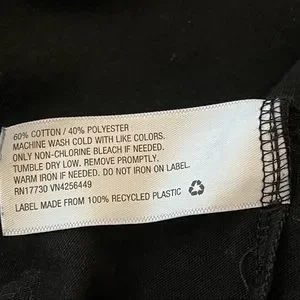 60% COTTON / 40% POLYESTER
MACHINE WASH COLD WITH LIKE COLORS.
ONLY NON-CHLORINE BLEACH IF NEEDED.
TUMBLE DRY LOW. REMOVE PROMPTLY.
WARM IRON IF NEEDED. DO NOT IRON ON LABEL.
RN17730 VN4256449
LABEL MADE FROM 100% RECYCLED PLASTIC